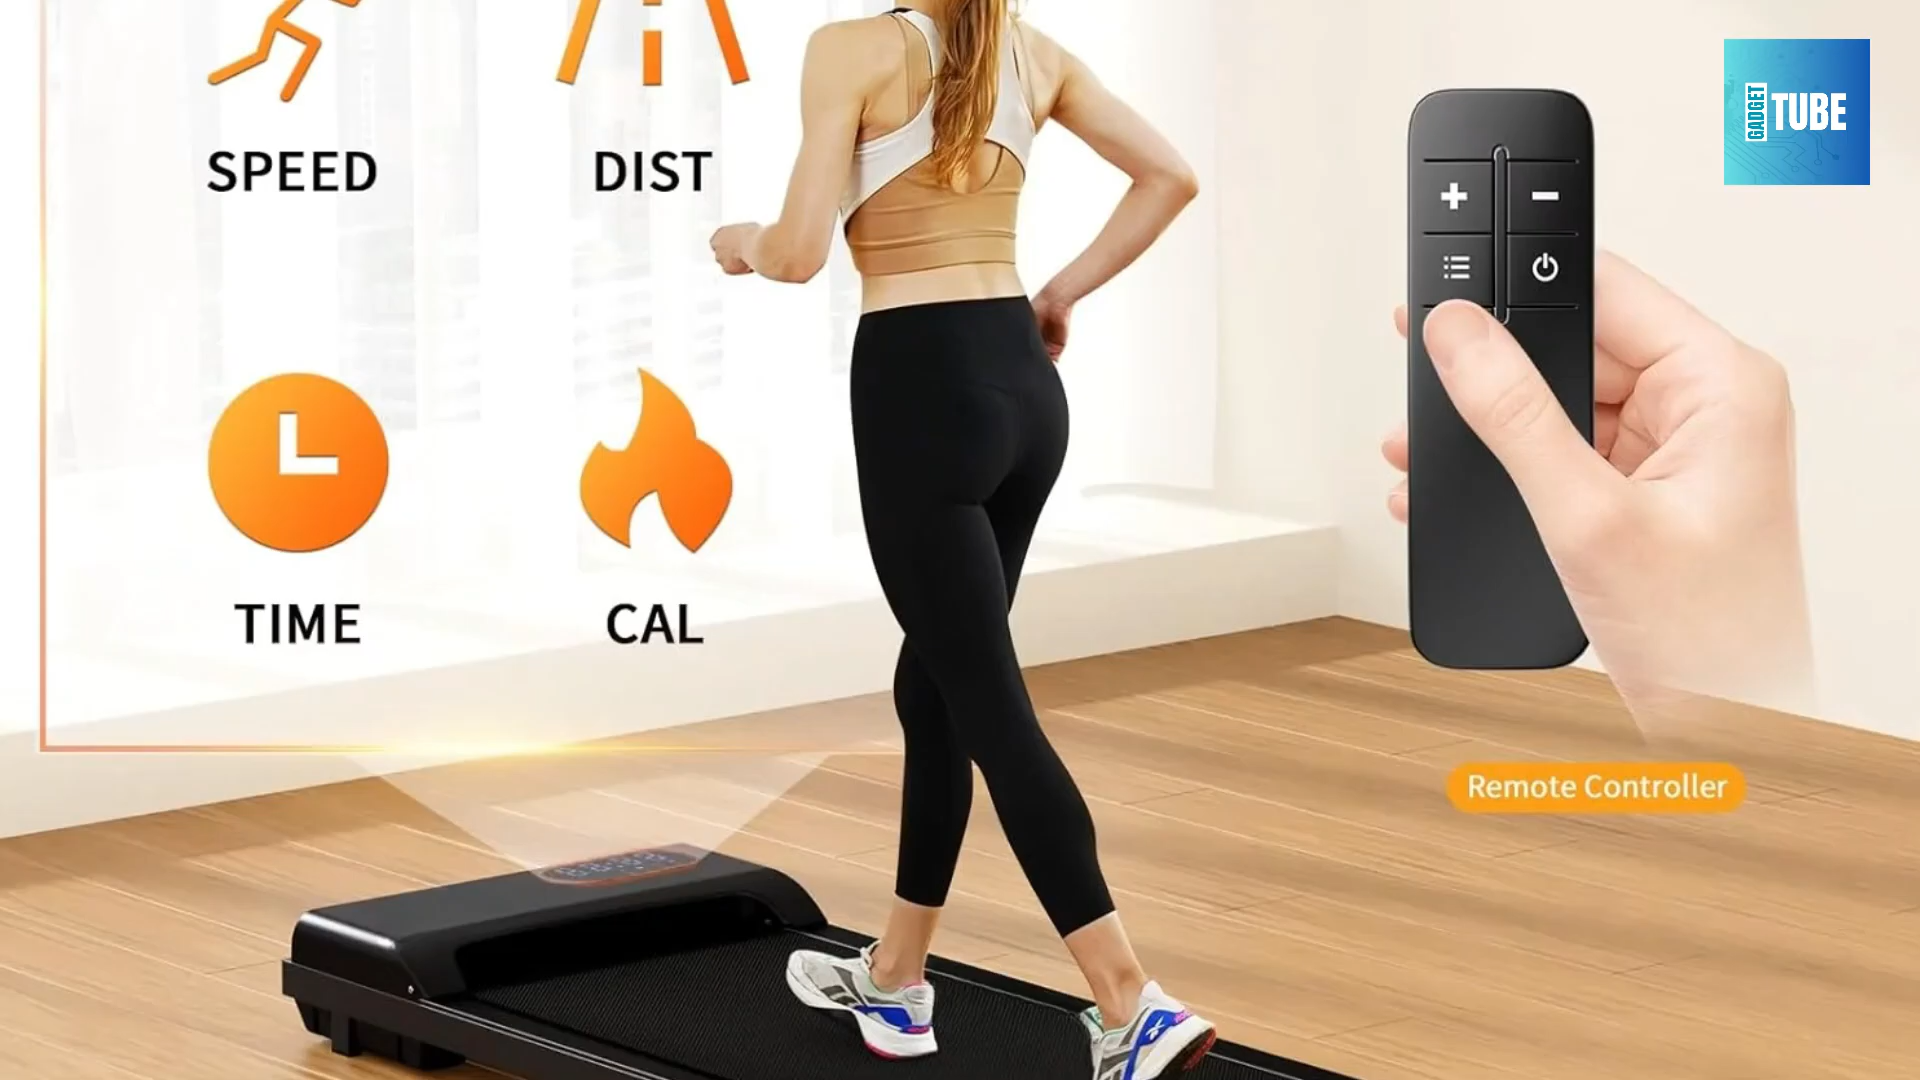 GADGET
TUBE
SPEED
DIST
TIME
CAL
Remote Controller